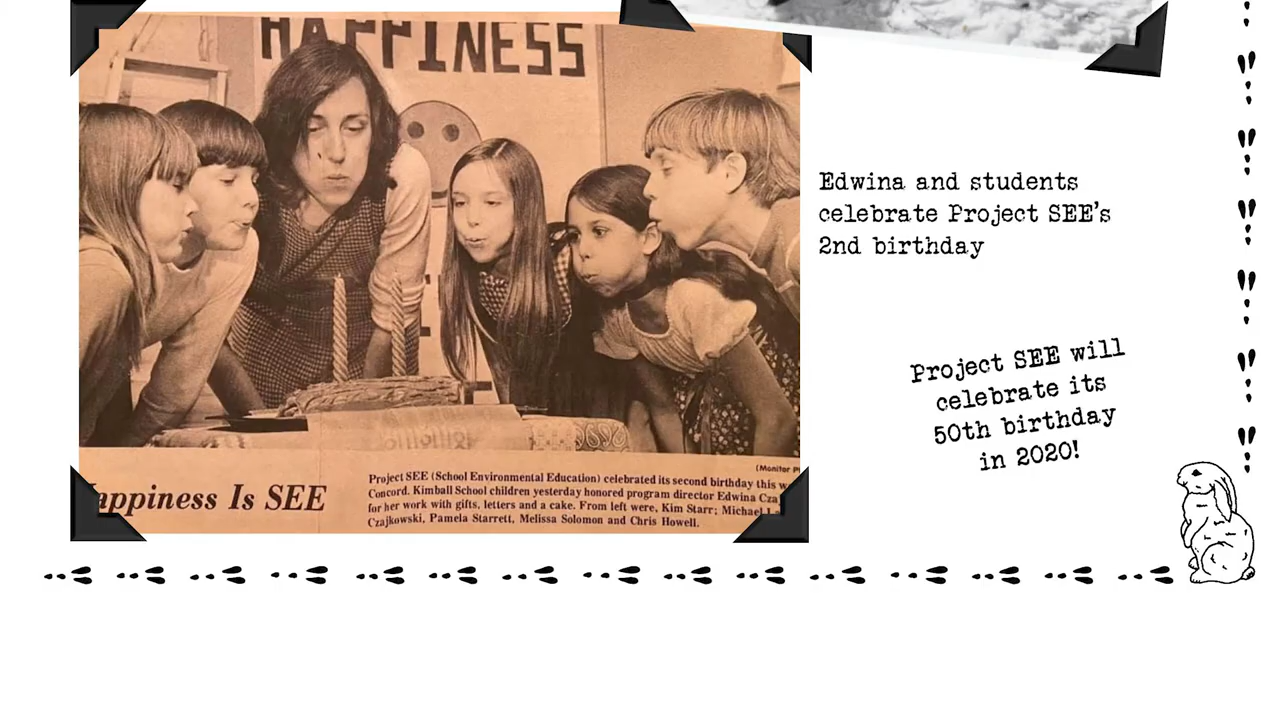 HAPPINESS
Edwina and students
celebrate Project SEE's
2nd birthday
Project SEE will
celebrate its
50th birthday
in 2020!
(Monitor
appiness Is SEE
Project SEE (School Environmental Education) celebrated its second birthday this
Concord. Kimball School children yesterday honored program director Edwina Cza
for her work with gifts, letters and a cake. From left were, Kim Starr; Michael
Czajkowski, Pamela Starrett, Melissa Solomon and Chris Howell.